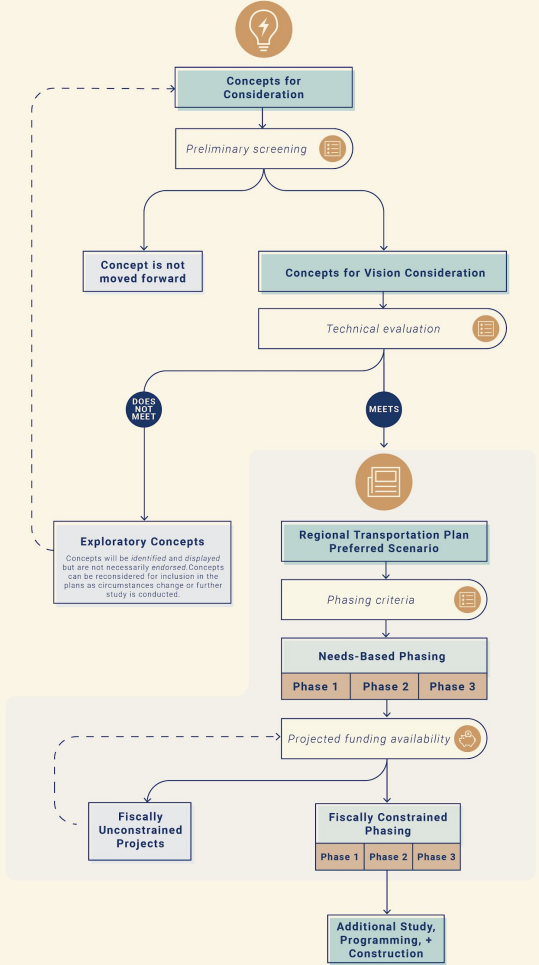 Concepts for
Consideration
Preliminary screening
Concept is not
moved forward
Concepts for Vision Consideration
Technical evaluation
DOES
NOT
MEET
MEETS
Exploratory Concepts
Concepts will be identified and displayed
but are not necessarily endorsed.Concepts
can be reconsidered for inclusion in the
plans as circumstances change or further
study is conducted.
Regional Transportation Plan
Preferred Scenario
Phasing criteria
Needs-Based Phasing
Phase 1 Phase 2 Phase 3
Projected funding availability
Fiscally
Unconstrained
Projects
Fiscally Constrained
Phasing
Phase 1 Phase 2 Phase 3
Additional Study,
Programming, +
Construction